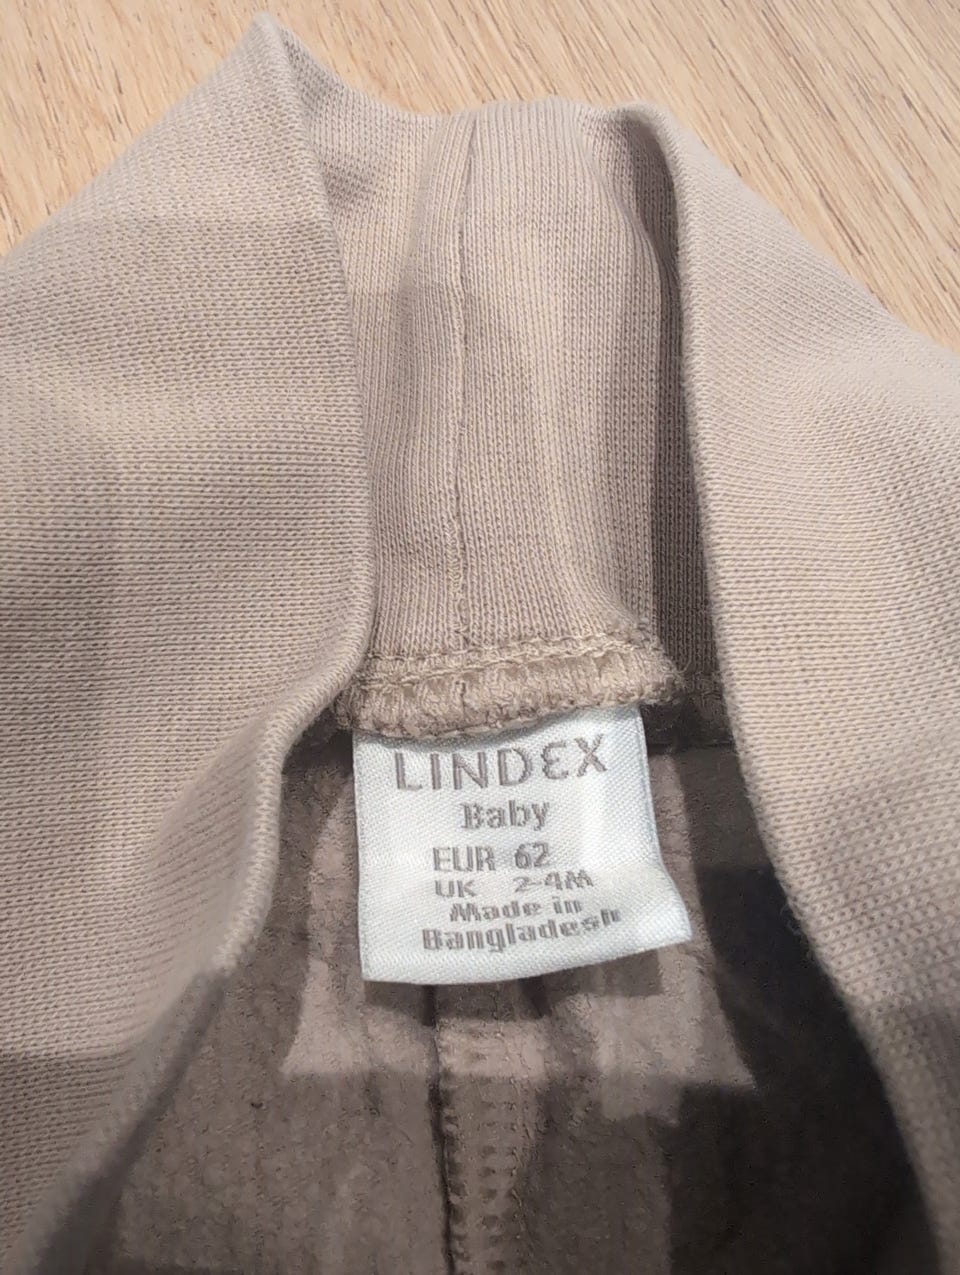 LINDEX
Baby
EUR 62
UK 2-4M
Made in
Bangladesh